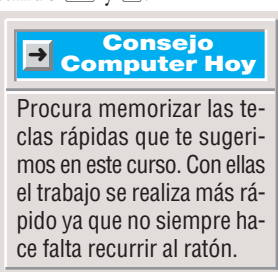 Consejo
Computer Hoy
Procura memorizar las te-
clas rápidas que te sugeri-
mos en este curso. Con ellas
el trabajo se realiza más rá-
pido ya que no siempre ha-
ce falta recurrir al ratón.